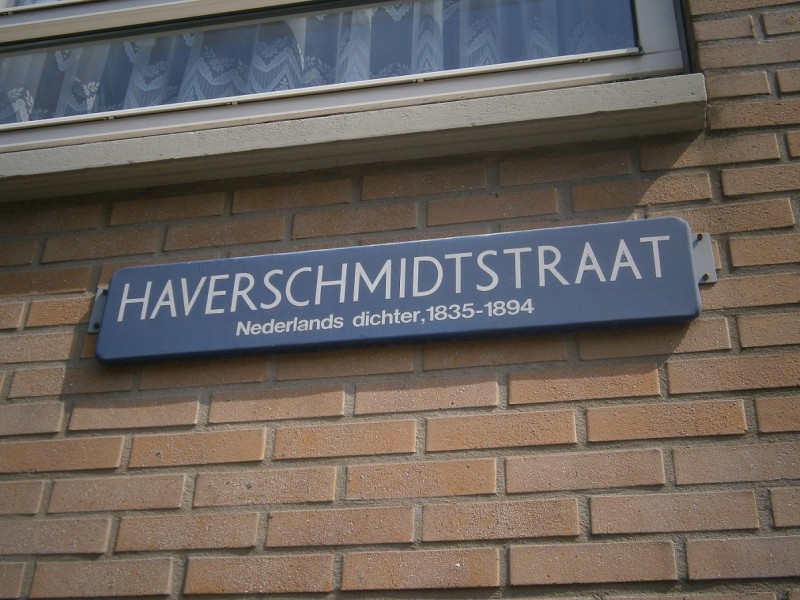 HAVERSCHMIDTSTRAAT
Nederlands dichter, 1835-1894